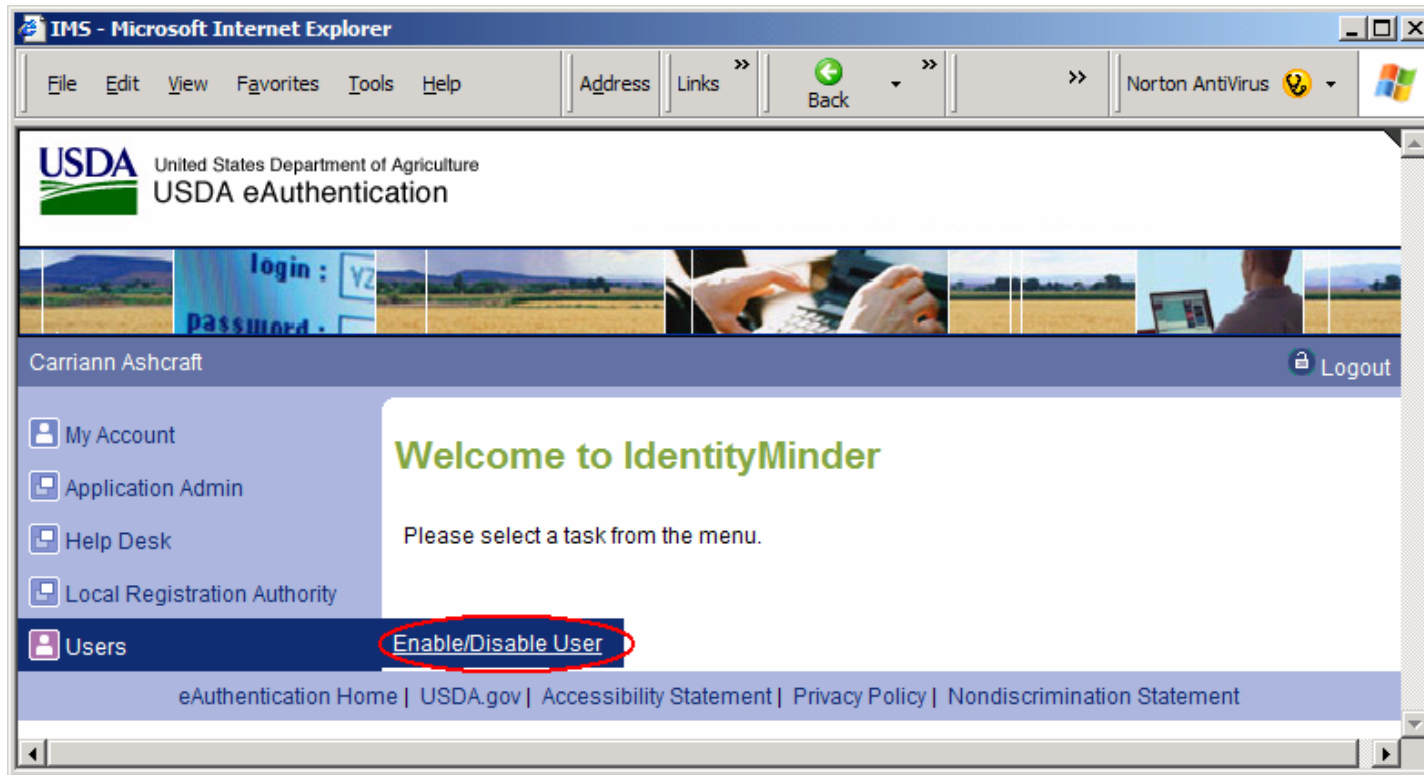 IMS - Microsoft Internet Explorer
File Edit View Favorites Tools Help Address Links » Back » » Norton AntiVirus
USDA United States Department of Agriculture
USDA eAuthentication
login : YZ
password :
Carriann Ashcraft Logout
My Account
Welcome to IdentityMinder
Application Admin
Help Desk Please select a task from the menu.
Local Registration Authority
Users Enable/Disable User
eAuthentication Home | USDA.gov | Accessibility Statement | Privacy Policy | Nondiscrimination Statement